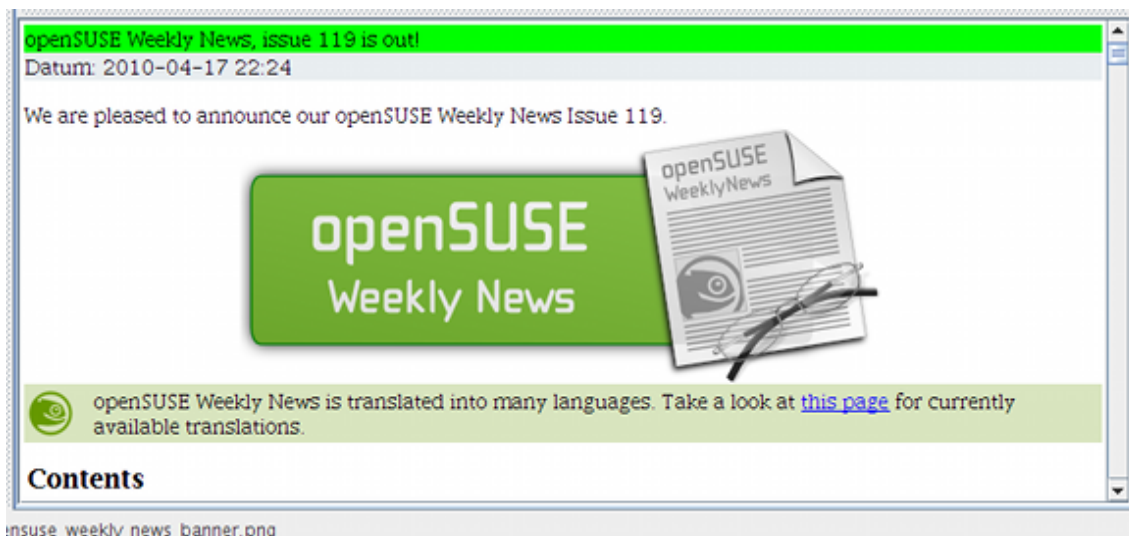 openSUSE Weekly News, issue 119 is out!
Datum: 2010-04-17 22:24
We are pleased to announce our openSUSE Weekly News Issue 119.
openSUSE
WeeklyNews
openSUSE
Weekly News
openSUSE Weekly News is translated into many languages. Take a look at this page for currently
available translations.
Contents
ensuse_weekly_news_banner.png